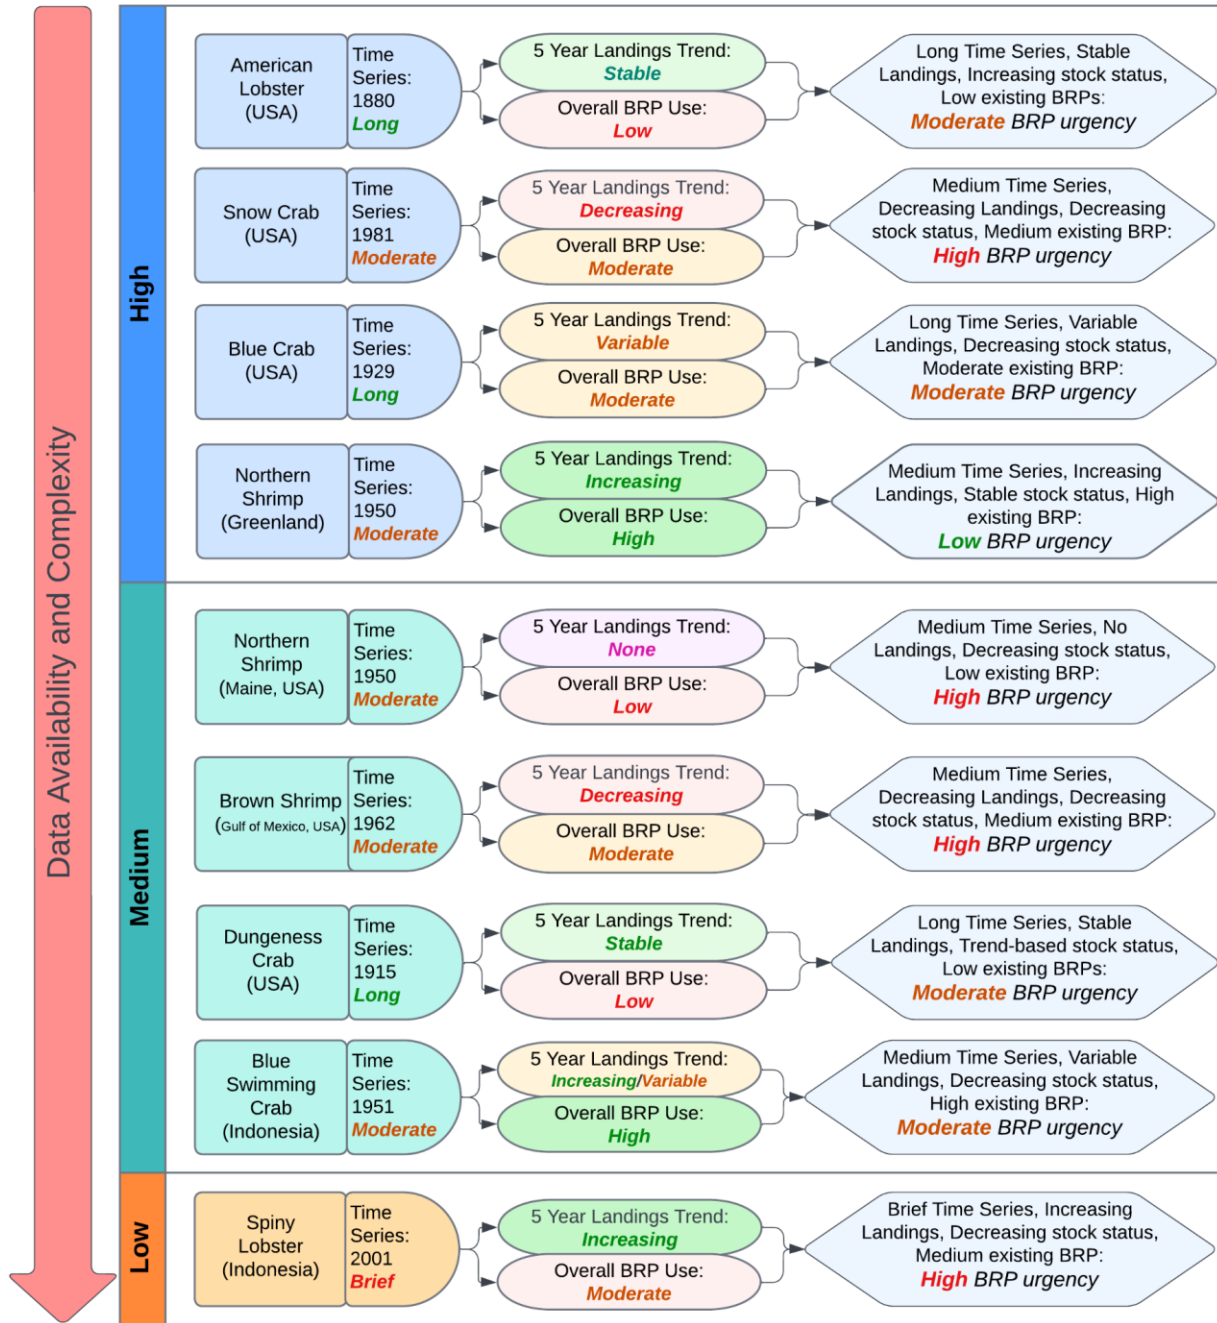 Data Availability and Complexity
High
American
Lobster
(USA)
Time
Series:
1880
Long
5 Year Landings Trend:
Stable
Overall BRP Use:
Low
Long Time Series, Stable
Landings, Increasing stock status,
Low existing BRPs:
Moderate BRP urgency
Snow Crab
(USA)
Time
Series:
1981
Moderate
5 Year Landings Trend:
Decreasing
Overall BRP Use:
Moderate
Medium Time Series,
Decreasing Landings, Decreasing
stock status, Medium existing BRP:
High BRP urgency
Blue Crab
(USA)
Time
Series:
1929
Long
5 Year Landings Trend:
Variable
Overall BRP Use:
Moderate
Long Time Series, Variable
Landings, Decreasing stock status,
Moderate existing BRP:
Moderate BRP urgency
Northern
Shrimp
(Greenland)
Time
Series:
1950
Moderate
5 Year Landings Trend:
Increasing
Overall BRP Use:
High
Medium Time Series, Increasing
Landings, Stable stock status, High
existing BRP:
Low BRP urgency
Medium
Northern
Shrimp
(Maine, USA)
Time
Series:
1950
Moderate
5 Year Landings Trend:
None
Overall BRP Use:
Low
Medium Time Series, No
Landings, Decreasing stock status,
Low existing BRP:
High BRP urgency
Brown Shrimp
(Gulf of Mexico, USA)
Time
Series:
1962
Moderate
5 Year Landings Trend:
Decreasing
Overall BRP Use:
Moderate
Medium Time Series,
Decreasing Landings, Decreasing
stock status, Medium existing BRP:
High BRP urgency
Dungeness
Crab
(USA)
Time
Series:
1915
Long
5 Year Landings Trend:
Stable
Overall BRP Use:
Low
Long Time Series, Stable
Landings, Trend-based stock status,
Low existing BRPs:
Moderate BRP urgency
Blue
Swimming
Crab
(Indonesia)
Time
Series:
1951
Moderate
5 Year Landings Trend:
Increasing/Variable
Overall BRP Use:
High
Medium Time Series, Variable
Landings, Decreasing stock status,
High existing BRP:
Moderate BRP urgency
Low
Spiny
Lobster
(Indonesia)
Time
Series:
2001
Brief
5 Year Landings Trend:
Increasing
Overall BRP Use:
Moderate
Brief Time Series, Increasing
Landings, Decreasing stock status,
Medium existing BRP:
High BRP urgency